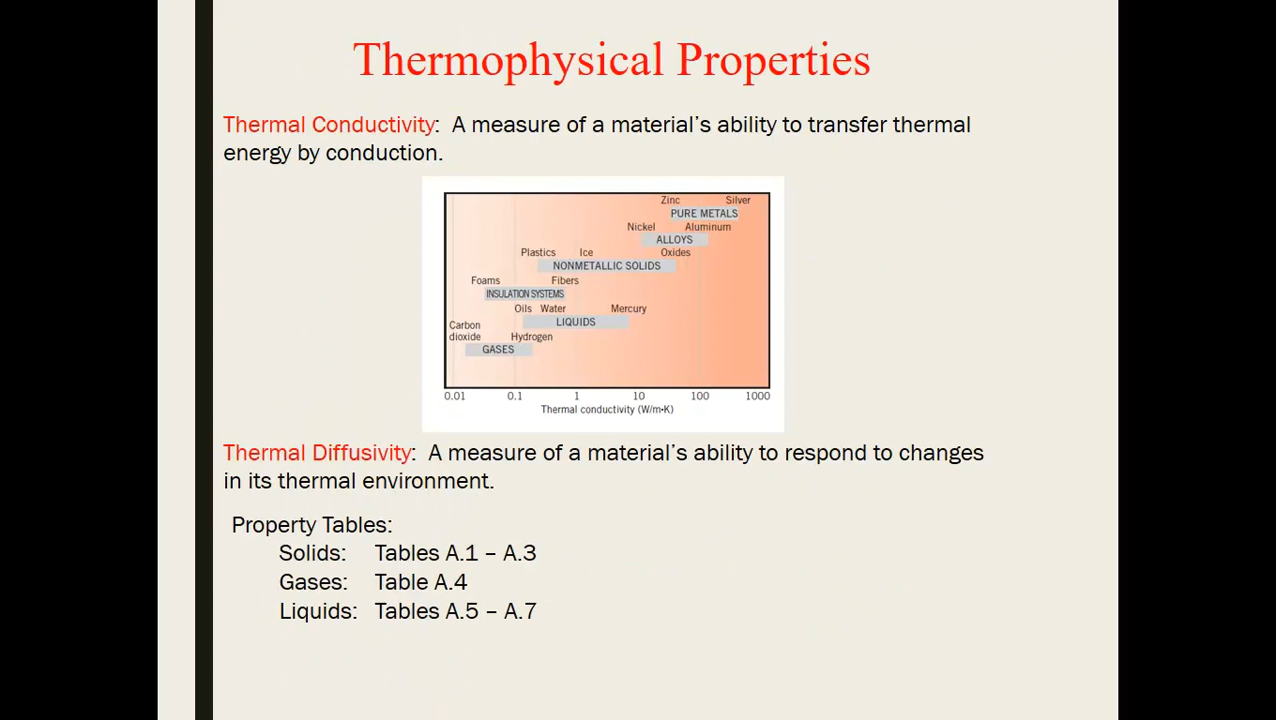 Thermophysical Properties
Thermal Conductivity: A measure of a material’s ability to transfer thermal
energy by conduction.
Zinc Silver
PURE METALS
Nickel Aluminum
ALLOYS
Plastics Ice Oxides
NONMETALLIC SOLIDS
Foams Fibers
INSULATION SYSTEMS
Oils Water Mercury
LIQUIDS
Carbon
dioxide Hydrogen
GASES
0.01 0.1 1 10 100 1000
Thermal conductivity (W/m•K)
Thermal Diffusivity: A measure of a material’s ability to respond to changes
in its thermal environment.
Property Tables:
Solids: Tables A.1 – A.3
Gases: Table A.4
Liquids: Tables A.5 – A.7